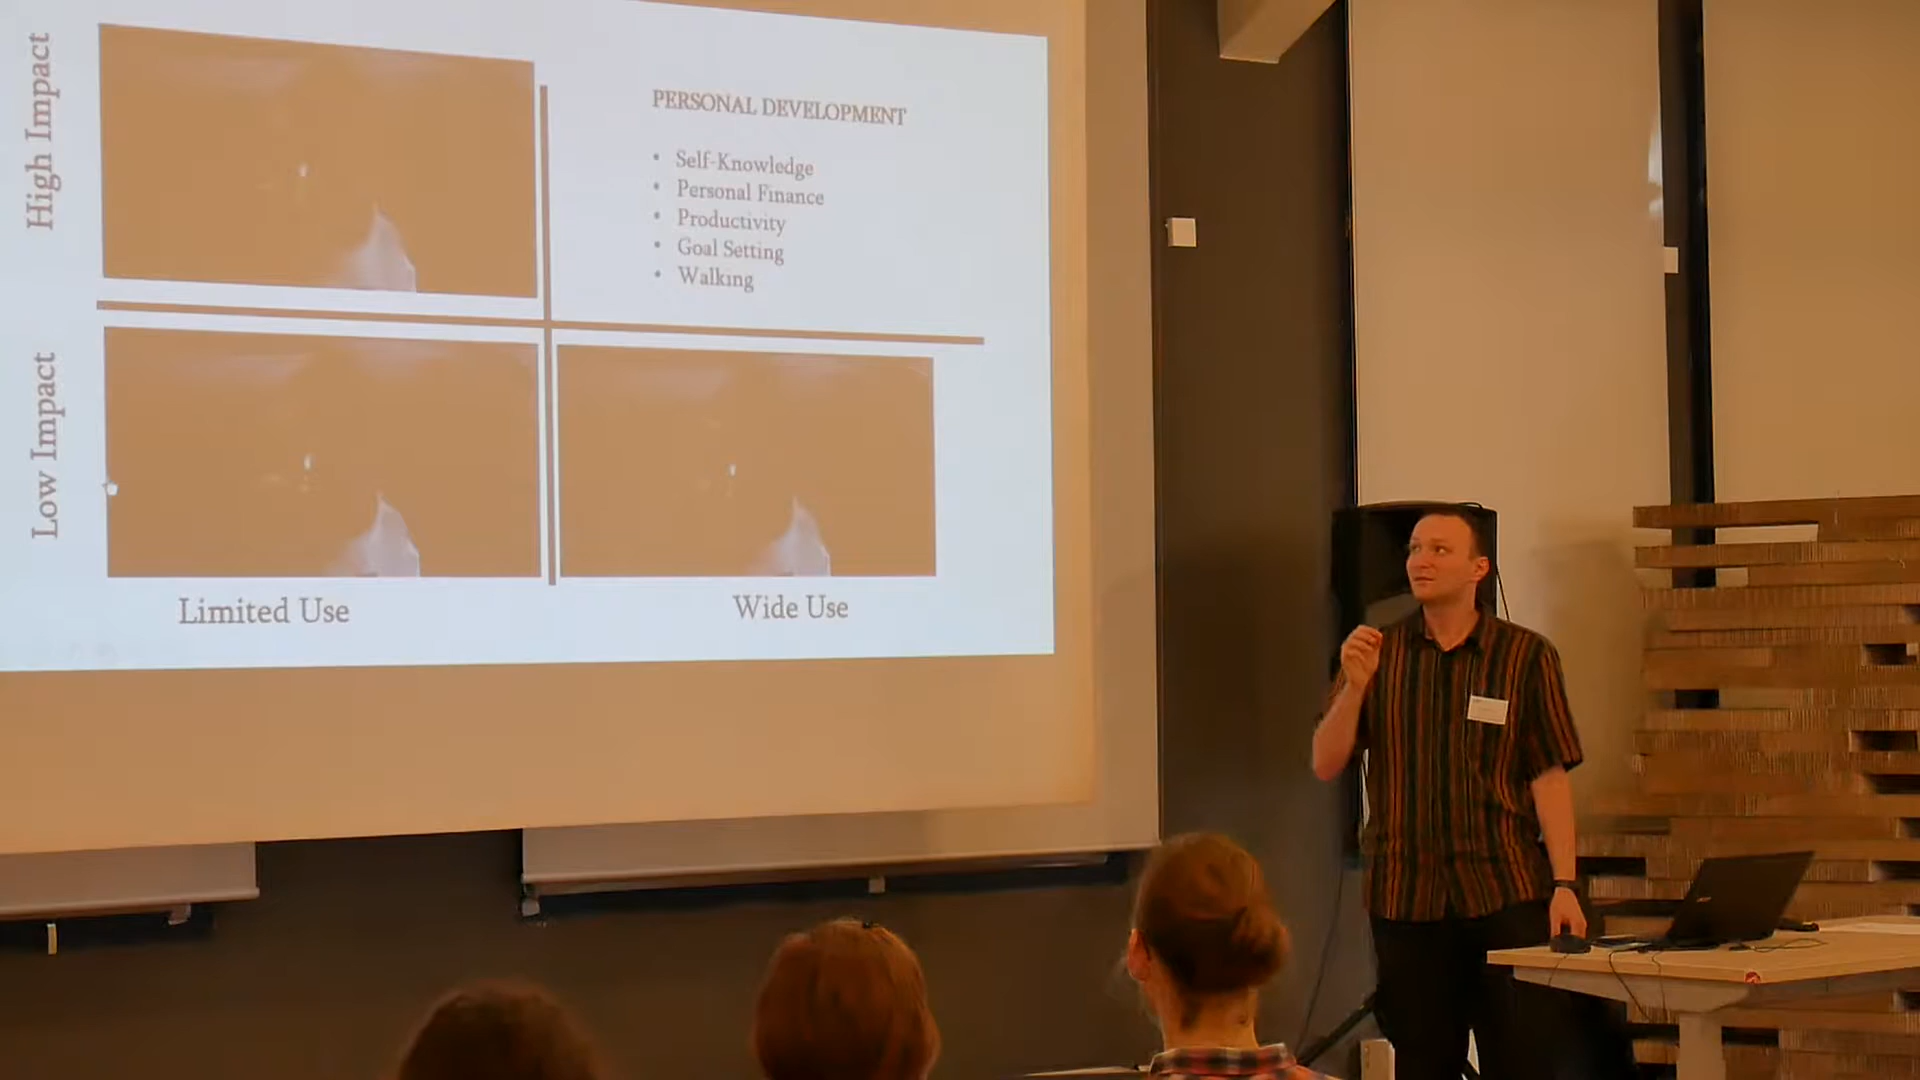 High Impact
PERSONAL DEVELOPMENT
• Self-Knowledge
• Personal Finance
• Productivity
• Goal Setting
• Walking
Low Impact
Limited Use
Wide Use